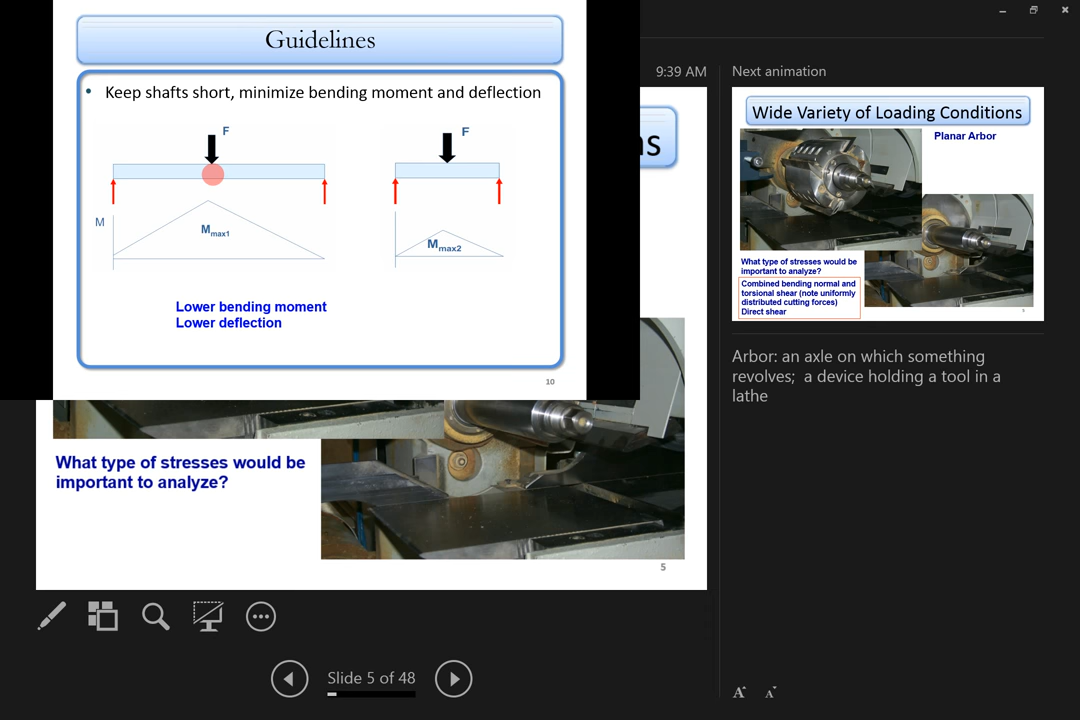 Guidelines
• Keep shafts short, minimize bending moment and deflection
F
F
M
Mmax1
Mmax2
Lower bending moment
Lower deflection
10
9:39 AM
s
What type of stresses would be
important to analyze?
5
Slide 5 of 48
Next animation
Wide Variety of Loading Conditions
Planar Arbor
What type of stresses would be
important to analyze?
Combined bending normal and
torsional shear (note uniformly
distributed cutting forces)
Direct shear
5
Arbor: an axle on which something
revolves; a device holding a tool in a
lathe
A A